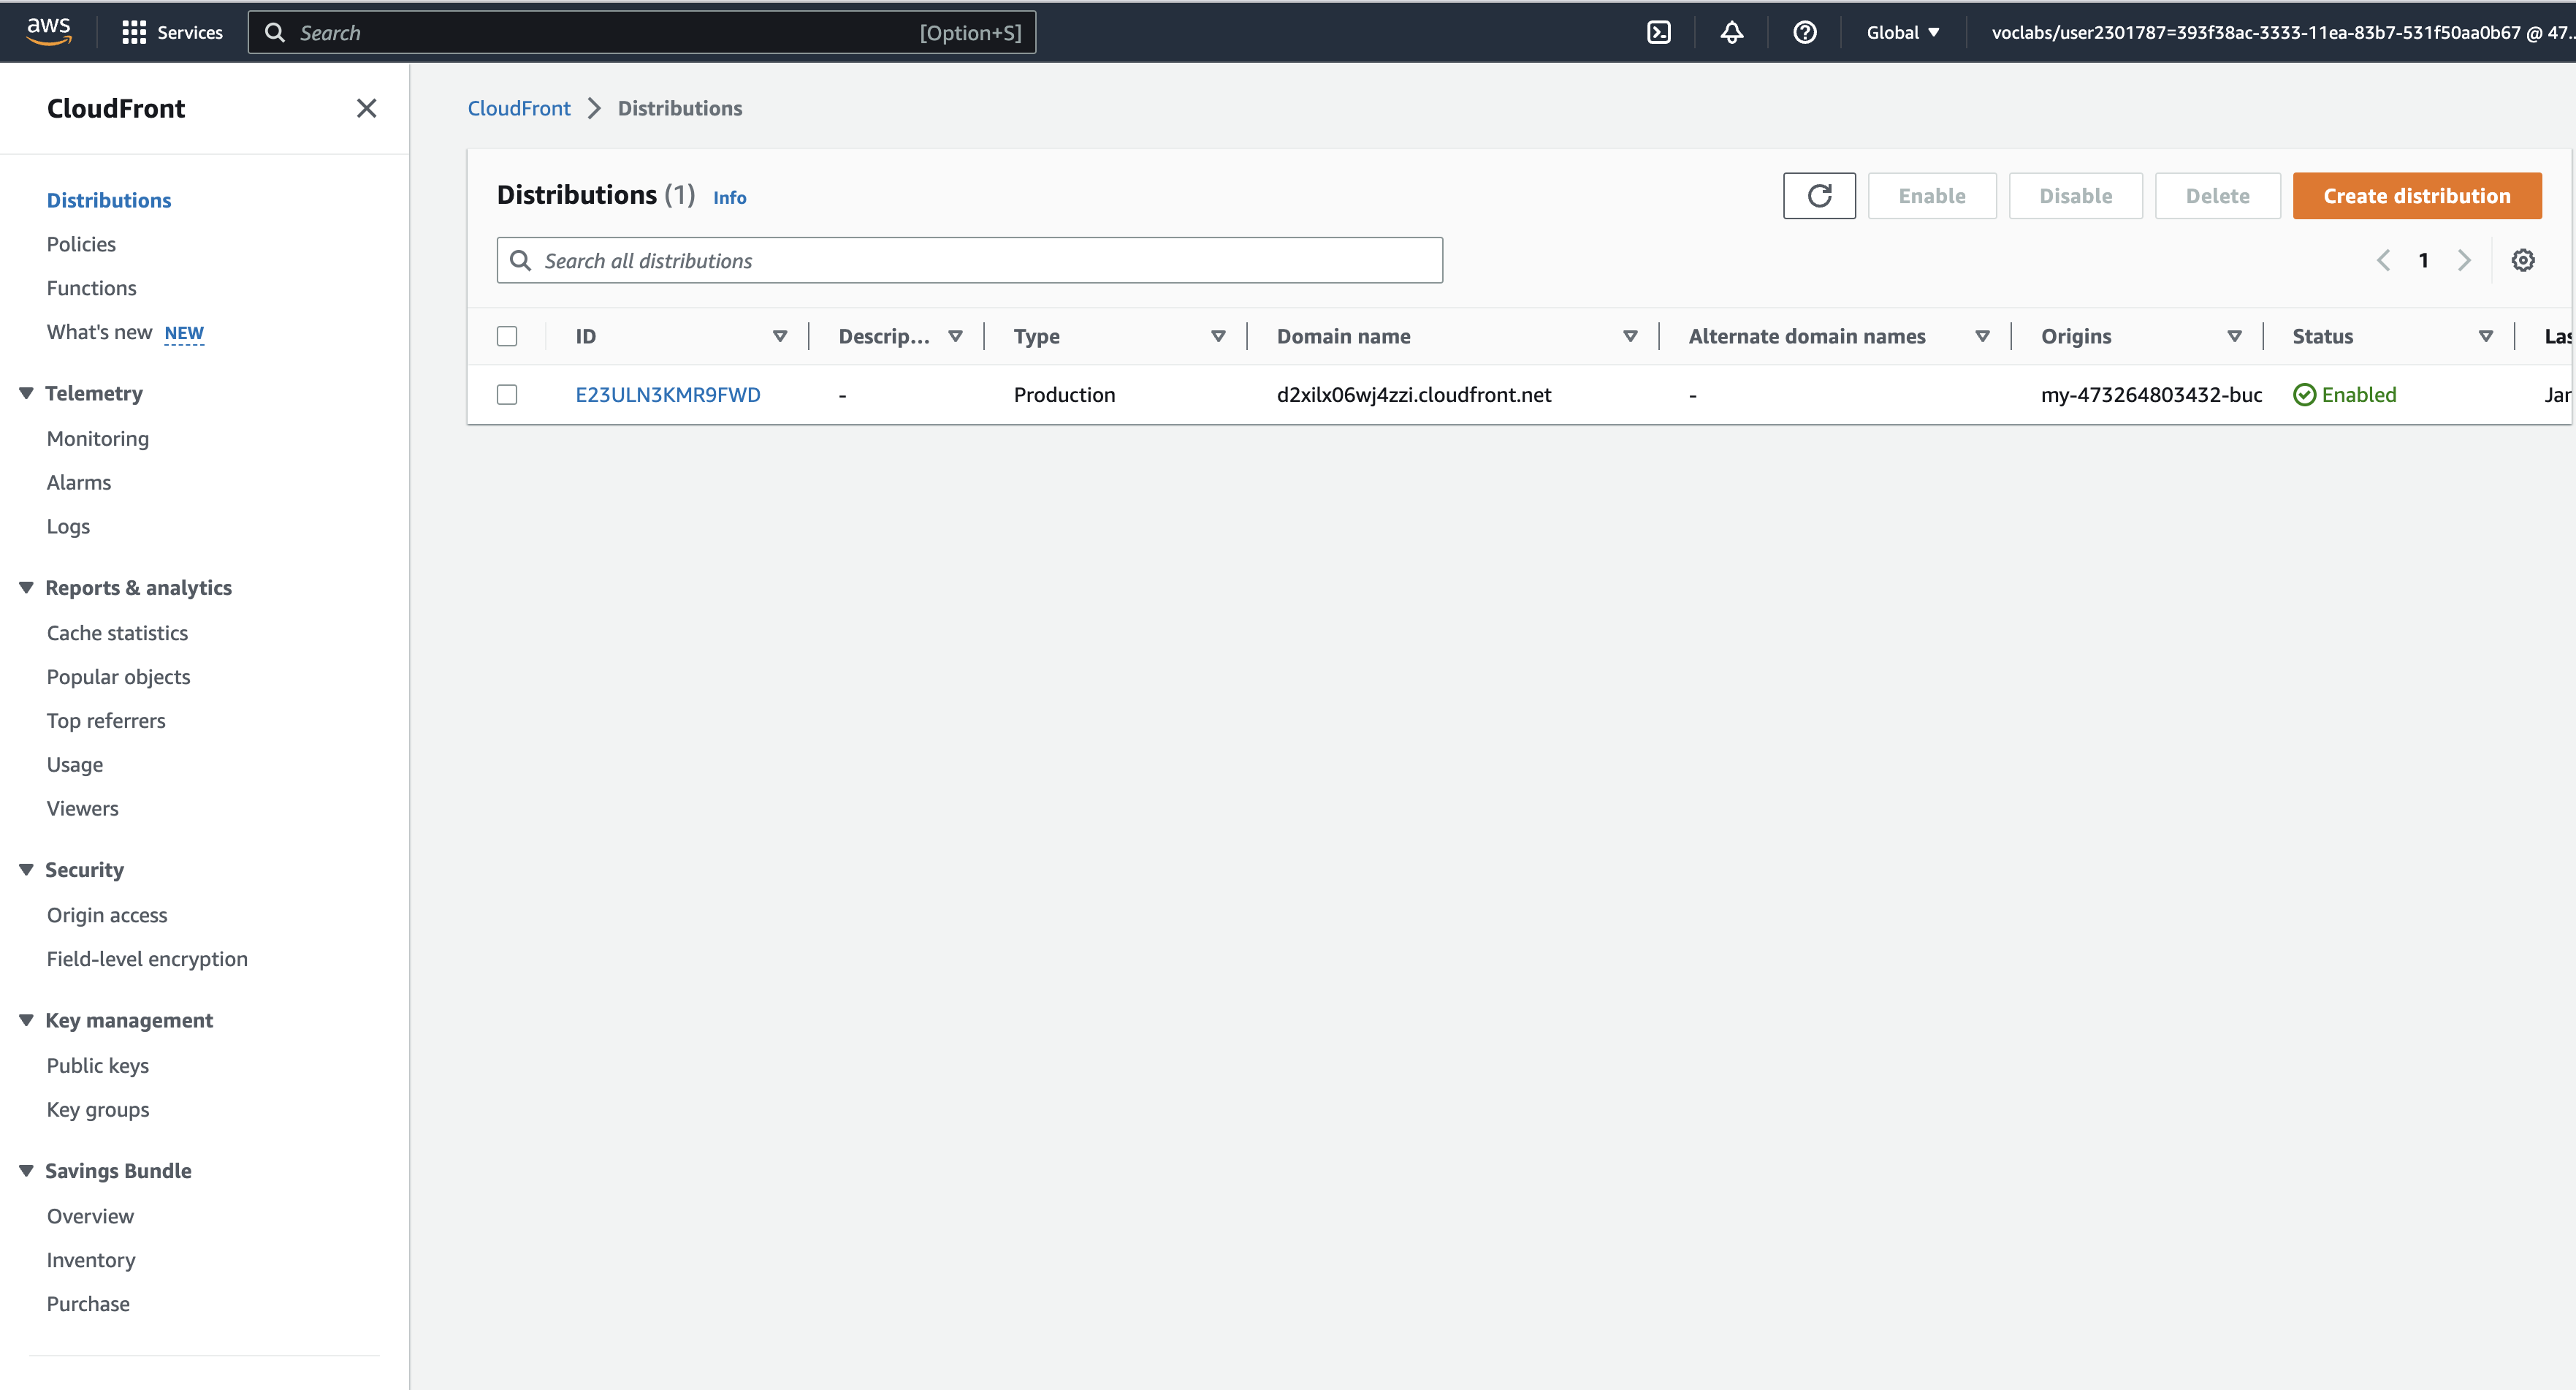 aws
Services
Search
[Option+S]
Global
voclabs/user2301787=393f38ac-3333-11ea-83b7-531f50aa0b67 @ 47...
CloudFront
Distributions
Policies
Functions
What's new NEW
Telemetry
Monitoring
Alarms
Logs
Reports & analytics
Cache statistics
Popular objects
Top referrers
Usage
Viewers
Security
Origin access
Field-level encryption
Key management
Public keys
Key groups
Savings Bundle
Overview
Inventory
Purchase
CloudFront > Distributions
Distributions (1) Info
Enable
Disable
Delete
Create distribution
Search all distributions
1
ID Descrip... Type Domain name Alternate domain names Origins Status Las
E23ULN3KMR9FWD - Production d2xilx06wj4zzi.cloudfront.net - my-473264803432-buc Enabled Jan